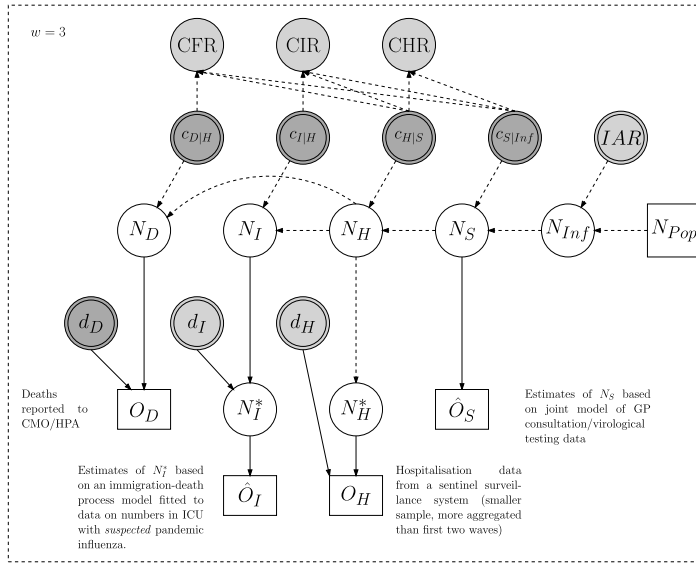 w = 3
CFR CIR CHR
c_{D|H} c_{I|H} c_{H|S} c_{S|Inf} IAR
N_D N_I N_H N_S N_{Inf} N_{Pop}
d_D d_I d_H
Deaths
reported to
CMO/HPA
O_D N_I^* N_H^* Ô_S
Estimates of N_S based
on joint model of GP
consultation/virological
testing data
Estimates of N_I^* based
on an immigration-death
process model fitted to
data on numbers in ICU
with suspected pandemic
influenza.
Ô_I O_H
Hospitalisation data
from a sentinel surveil-
lance system (smaller
sample, more aggregated
than first two waves)